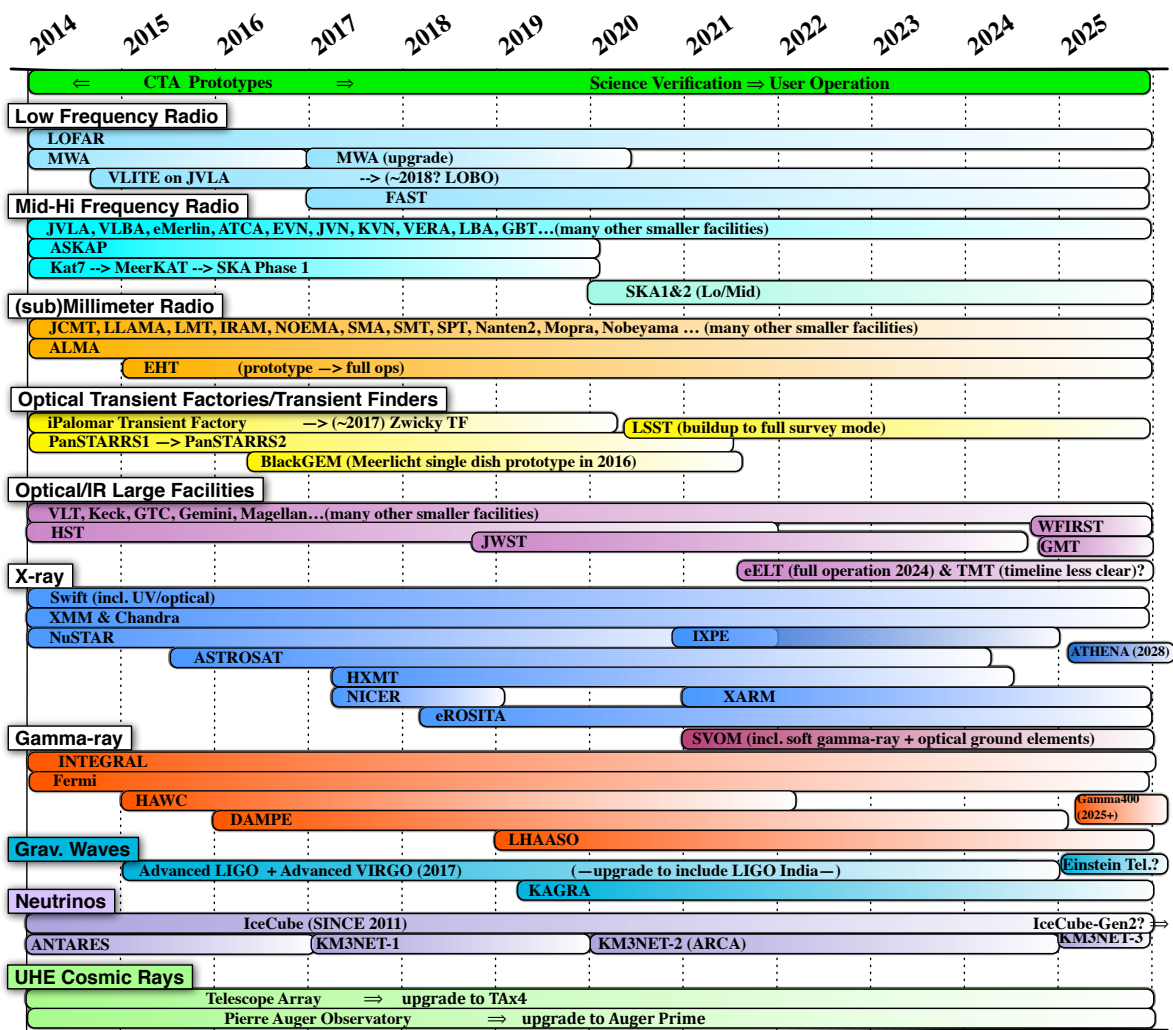 2014 2015 2016 2017 2018 2019 2020 2021 2022 2023 2024 2025
⇐ CTA Prototypes ⇒ Science Verification ⇒ User Operation
Low Frequency Radio
LOFAR
MWA MWA (upgrade)
VLITE on JVLA --> (~2018? LOBO)
FAST
Mid-Hi Frequency Radio
JVLA, VLBA, eMerlin, ATCA, EVN, JVN, KVN, VERA, LBA, GBT...(many other smaller facilities)
ASKAP
Kat7 --> MeerKAT --> SKA Phase 1
SKA1&2 (Lo/Mid)
(sub)Millimeter Radio
JCMT, LLAMA, LMT, IRAM, NOEMA, SMA, SMT, SPT, Nanten2, Mopra, Nobeyama … (many other smaller facilities)
ALMA
EHT (prototype —> full ops)
Optical Transient Factories/Transient Finders
iPalomar Transient Factory —> (~2017) Zwicky TF
LSST (buildup to full survey mode)
PanSTARRS1 —> PanSTARRS2
BlackGEM (Meerlicht single dish prototype in 2016)
Optical/IR Large Facilities
VLT, Keck, GTC, Gemini, Magellan...(many other smaller facilities)
HST
WFIRST
JWST
GMT
eELT (full operation 2024) & TMT (timeline less clear)?
X-ray
Swift (incl. UV/optical)
XMM & Chandra
NuSTAR IXPE
ATHENA (2028)
ASTROSAT
HXMT
NICER XARM
eROSITA
SVOM (incl. soft gamma-ray + optical ground elements)
Gamma-ray
INTEGRAL
Fermi
HAWC
Gamma400
(2025+)
DAMPE
LHAASO
Grav. Waves
Advanced LIGO + Advanced VIRGO (2017) (—upgrade to include LIGO India—)
Einstein Tel.?
KAGRA
Neutrinos
IceCube (SINCE 2011) IceCube-Gen2? ⇒
ANTARES KM3NET-1 KM3NET-2 (ARCA) KM3NET-3
UHE Cosmic Rays
Telescope Array ⇒ upgrade to TAx4
Pierre Auger Observatory ⇒ upgrade to Auger Prime